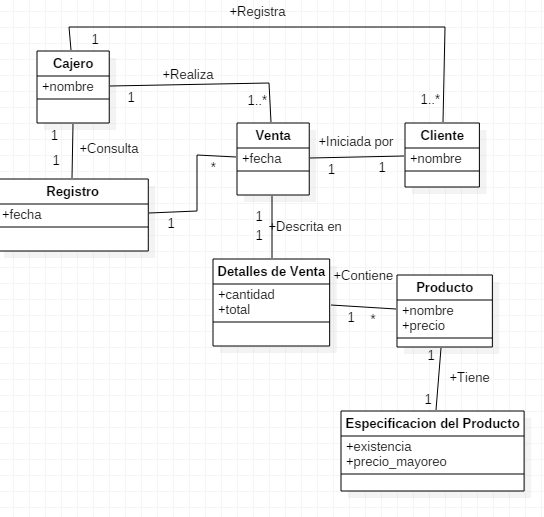 +Registra
1
Cajero
+nombre
+Realiza
1
1..*
1..*
Venta
+fecha
+Iniciada por
1
1
Cliente
+nombre
1
1
+Consulta
Registro
+fecha
1
*
1
1
+Descrita en
Detalles de Venta
+cantidad
+total
+Contiene
1
*
Producto
+nombre
+precio
1
+Tiene
1
Especificacion del Producto
+existencia
+precio_mayoreo